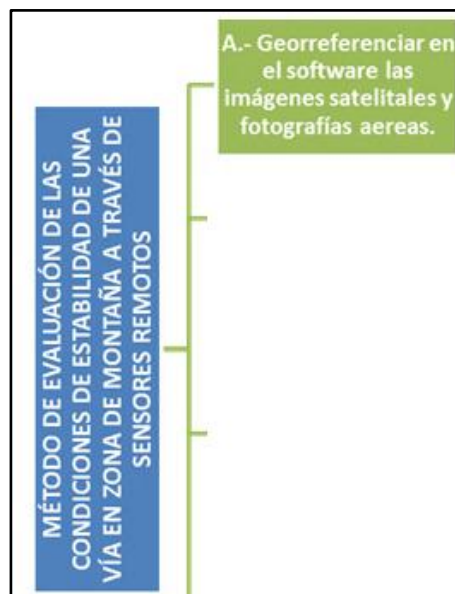 MÉTODO DE EVALUACIÓN DE LAS
CONDICIONES DE ESTABILIDAD DE UNA
VÍA EN ZONA DE MONTAÑA A TRAVÉS DE
SENSORES REMOTOS
A.- Georreferenciar en
el software las
imágenes satelitales y
fotografías aereas.